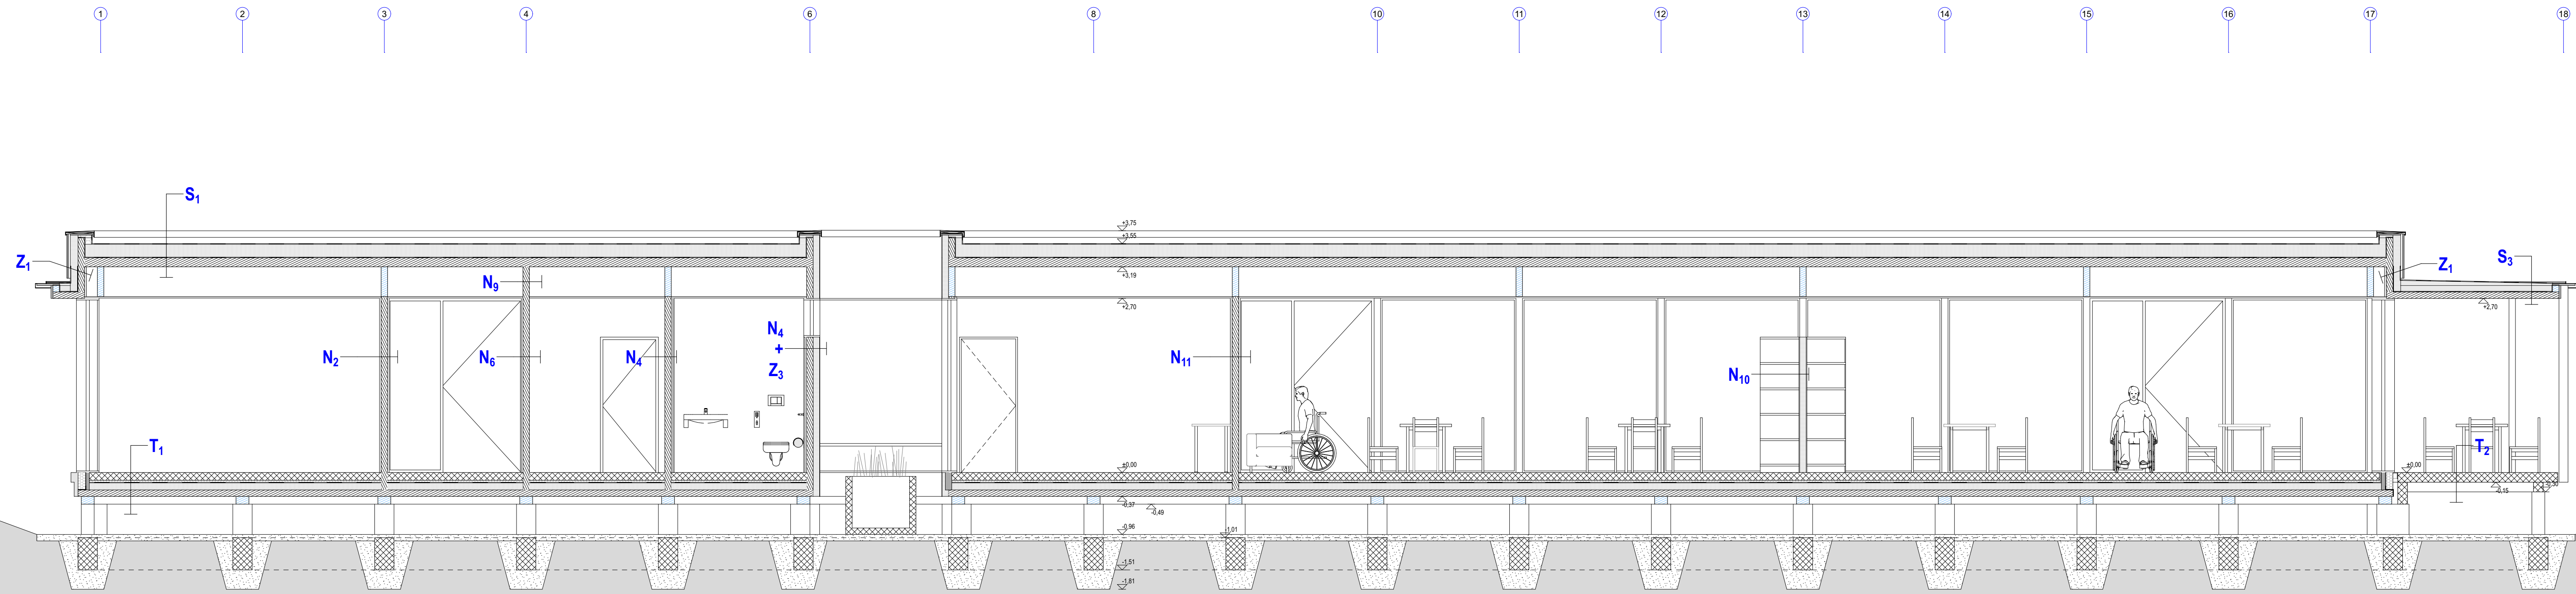 1 2 3 4 6 8 10 11 12 13 14 15 16 17 18
S1
+3.75
+3.55
Z1
N9
+3,19
Z1
S3
+2,70
+2,70
N2
N6
N4
N4
+
Z3
N11
N10
T1
T2
±0,00
±0,00
-0,37
-0,49
-0,15
-0,96
-1,01
-1,51
-1,81